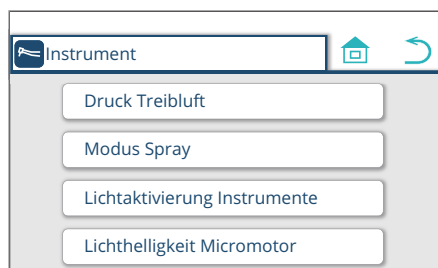 Instrument
Druck Treibluft
Modus Spray
Lichtaktivierung Instrumente
Lichthelligkeit Micromotor